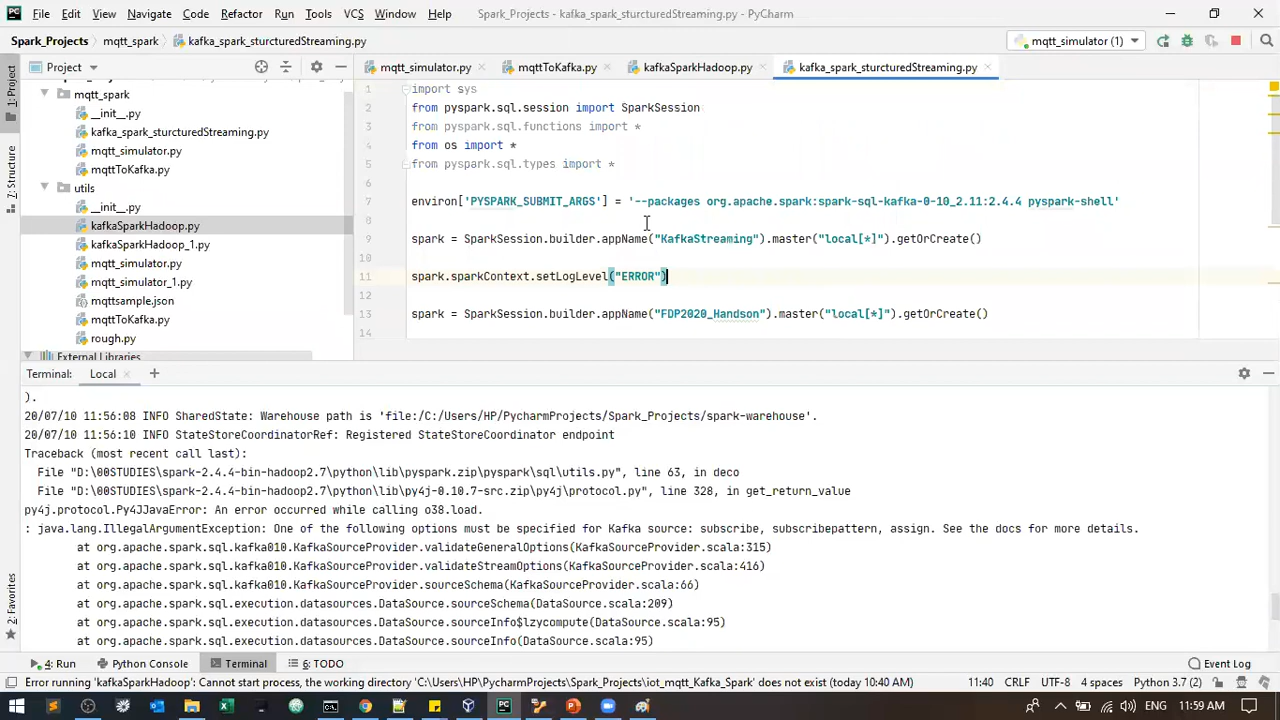 File Edit View Navigate Code Refactor Run Tools VCS Window Help Spark_Projects - kafka_spark_sturcturedStreaming.py - PyCharm
Spark_Projects mqtt_spark kafka_spark_sturcturedStreaming.py mqtt_simulator (1)
Project mqtt_simulator.py mqttToKafka.py kafkaSparkHadoop.py kafka_spark_sturcturedStreaming.py
1: Project
Z: Structure
2: Favorites
mqtt_spark
__init__.py
kafka_spark_sturcturedStreaming.py
mqtt_simulator.py
mqttToKafka.py
utils
__init__.py
kafkaSparkHadoop.py
kafkaSparkHadoop_1.py
mqtt_simulator.py
mqtt_simulator_1.py
mqttsample.json
mqttToKafka.py
rough.py
External Libraries
1 import sys
2 from pyspark.sql.session import SparkSession
3 from pyspark.sql.functions import *
4 from os import *
5 from pyspark.sql.types import *
6
7 environ['PYSPARK_SUBMIT_ARGS'] = '--packages org.apache.spark:spark-sql-kafka-0-10_2.11:2.4.4 pyspark-shell'
8
9 spark = SparkSession.builder.appName("KafkaStreaming").master("local[*]").getOrCreate()
10
11 spark.sparkContext.setLogLevel("ERROR")
12
13 spark = SparkSession.builder.appName("FDP2020_Handson").master("local[*]").getOrCreate()
14
Terminal: Local
).
20/07/10 11:56:08 INFO SharedState: Warehouse path is 'file:/C:/Users/HP/PycharmProjects/Spark_Projects/spark-warehouse'.
20/07/10 11:56:10 INFO StateStoreCoordinatorRef: Registered StateStoreCoordinator endpoint
Traceback (most recent call last):
File "D:\00STUDIES\spark-2.4.4-bin-hadoop2.7\python\lib\pyspark.zip\pyspark\sql\utils.py", line 63, in deco
File "D:\00STUDIES\spark-2.4.4-bin-hadoop2.7\python\lib\py4j-0.10.7-src.zip\py4j\protocol.py", line 328, in get_return_value
py4j.protocol.Py4JJavaError: An error occurred while calling o38.load.
: java.lang.IllegalArgumentException: One of the following options must be specified for Kafka source: subscribe, subscribepattern, assign. See the docs for more details.
at org.apache.spark.sql.kafka010.KafkaSourceProvider.validateGeneralOptions(KafkaSourceProvider.scala:315)
at org.apache.spark.sql.kafka010.KafkaSourceProvider.validateStreamOptions(KafkaSourceProvider.scala:416)
at org.apache.spark.sql.kafka010.KafkaSourceProvider.sourceSchema(KafkaSourceProvider.scala:66)
at org.apache.spark.sql.execution.datasources.DataSource.sourceSchema(DataSource.scala:209)
at org.apache.spark.sql.execution.datasources.DataSource.sourceInfo$lzycompute(DataSource.scala:95)
at org.apache.spark.sql.execution.datasources.DataSource.sourceInfo(DataSource.scala:95)
4: Run Python Console Terminal 6: TODO Event Log
Error running 'kafkaSparkHadoop': Cannot start process, the working directory 'C:\Users\HP\PycharmProjects\Spark_Projects\iot_mqtt_Kafka_Spark' does not exist (today 10:40 AM) 11:40 CRLF UTF-8 4 spaces Python 3.7 (2)
ENG 11:59 AM